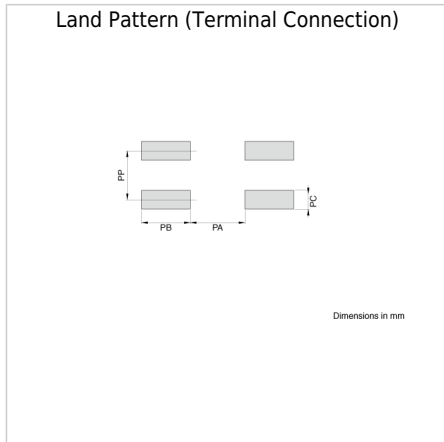 Land Pattern (Terminal Connection)
PP
PC
PB
PA
Dimensions in mm